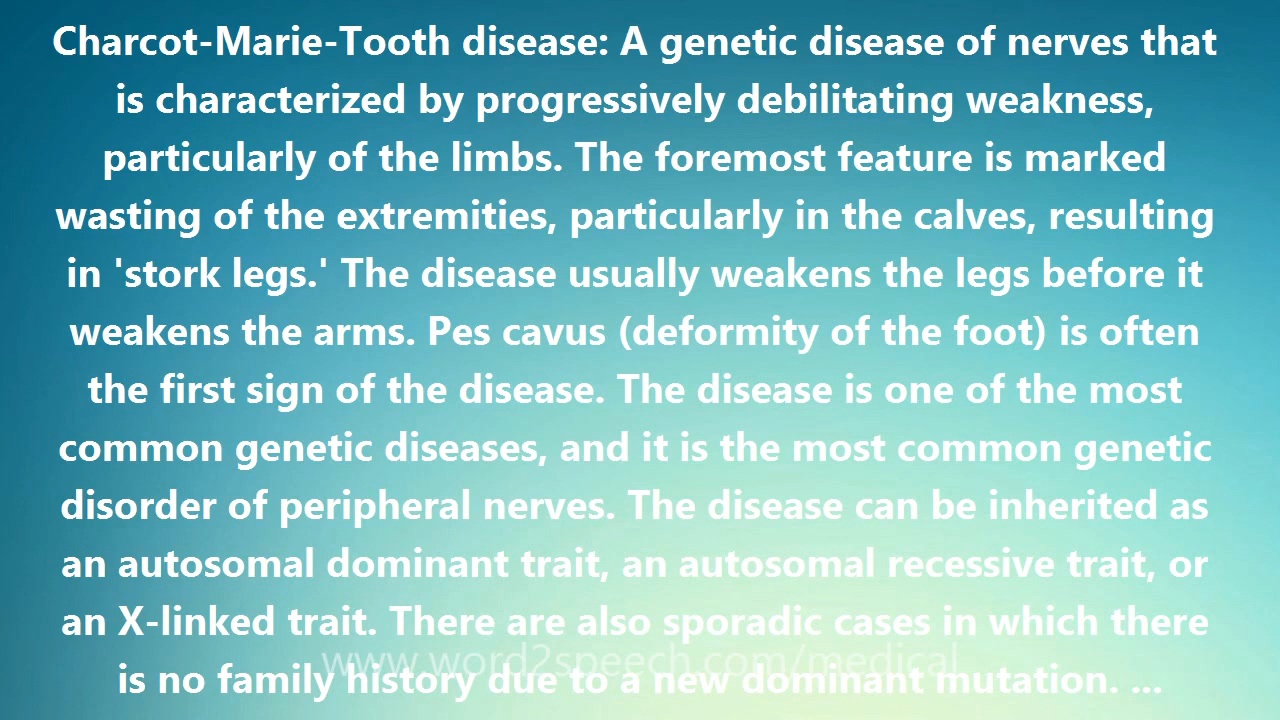 Charcot-Marie-Tooth disease: A genetic disease of nerves that
is characterized by progressively debilitating weakness,
particularly of the limbs. The foremost feature is marked
wasting of the extremities, particularly in the calves, resulting
in 'stork legs.' The disease usually weakens the legs before it
weakens the arms. Pes cavus (deformity of the foot) is often
the first sign of the disease. The disease is one of the most
common genetic diseases, and it is the most common genetic
disorder of peripheral nerves. The disease can be inherited as
an autosomal dominant trait, an autosomal recessive trait, or
an X-linked trait. There are also sporadic cases in which there
www.word2speech.com/medical
is no family history due to a new dominant mutation. ...